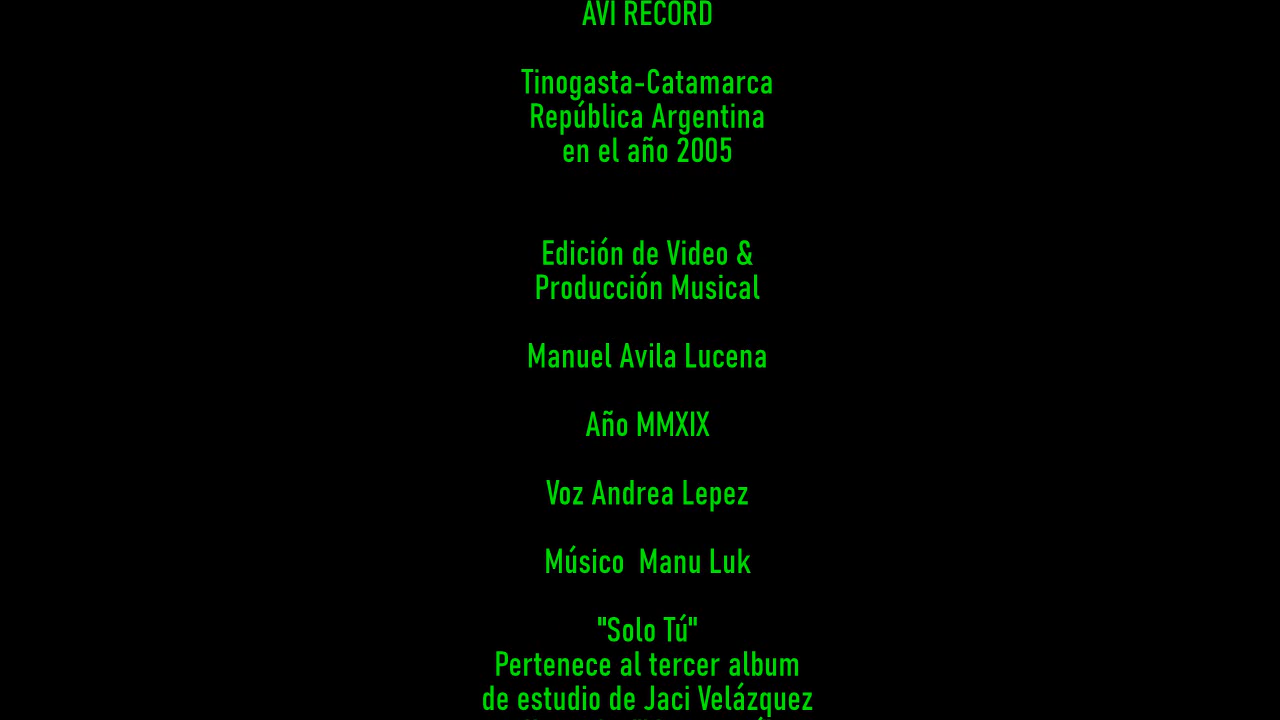 AVI RECORD
Tinogasta-Catamarca
República Argentina
en el año 2005
Edición de Video &
Producción Musical
Manuel Avila Lucena
Año MMXIX
Voz Andrea Lepez
Músico  Manu Luk
"Solo Tú"
Pertenece al tercer album
de estudio de Jaci Velázquez